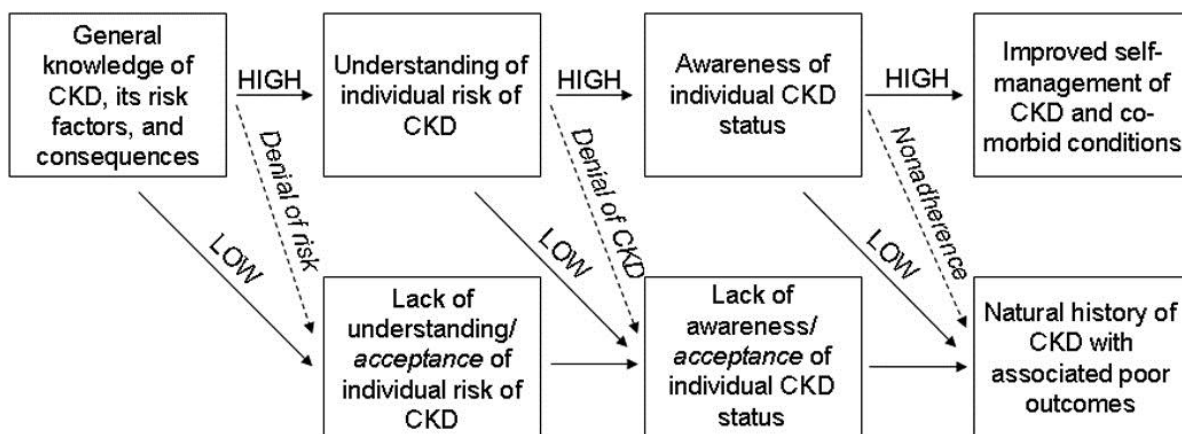 General
knowledge of
CKD, its risk
factors, and
consequences
HIGH
Understanding of
individual risk of
CKD
HIGH
Awareness of
individual CKD
status
HIGH
Improved self-
management of
CKD and co-
morbid conditions
Denial of risk
LOW
Denial of CKD
LOW
Nonadherence
LOW
Lack of
understanding/
acceptance of
individual risk of
CKD
Lack of
awareness/
acceptance of
individual CKD
status
Natural history of
CKD with
associated poor
outcomes